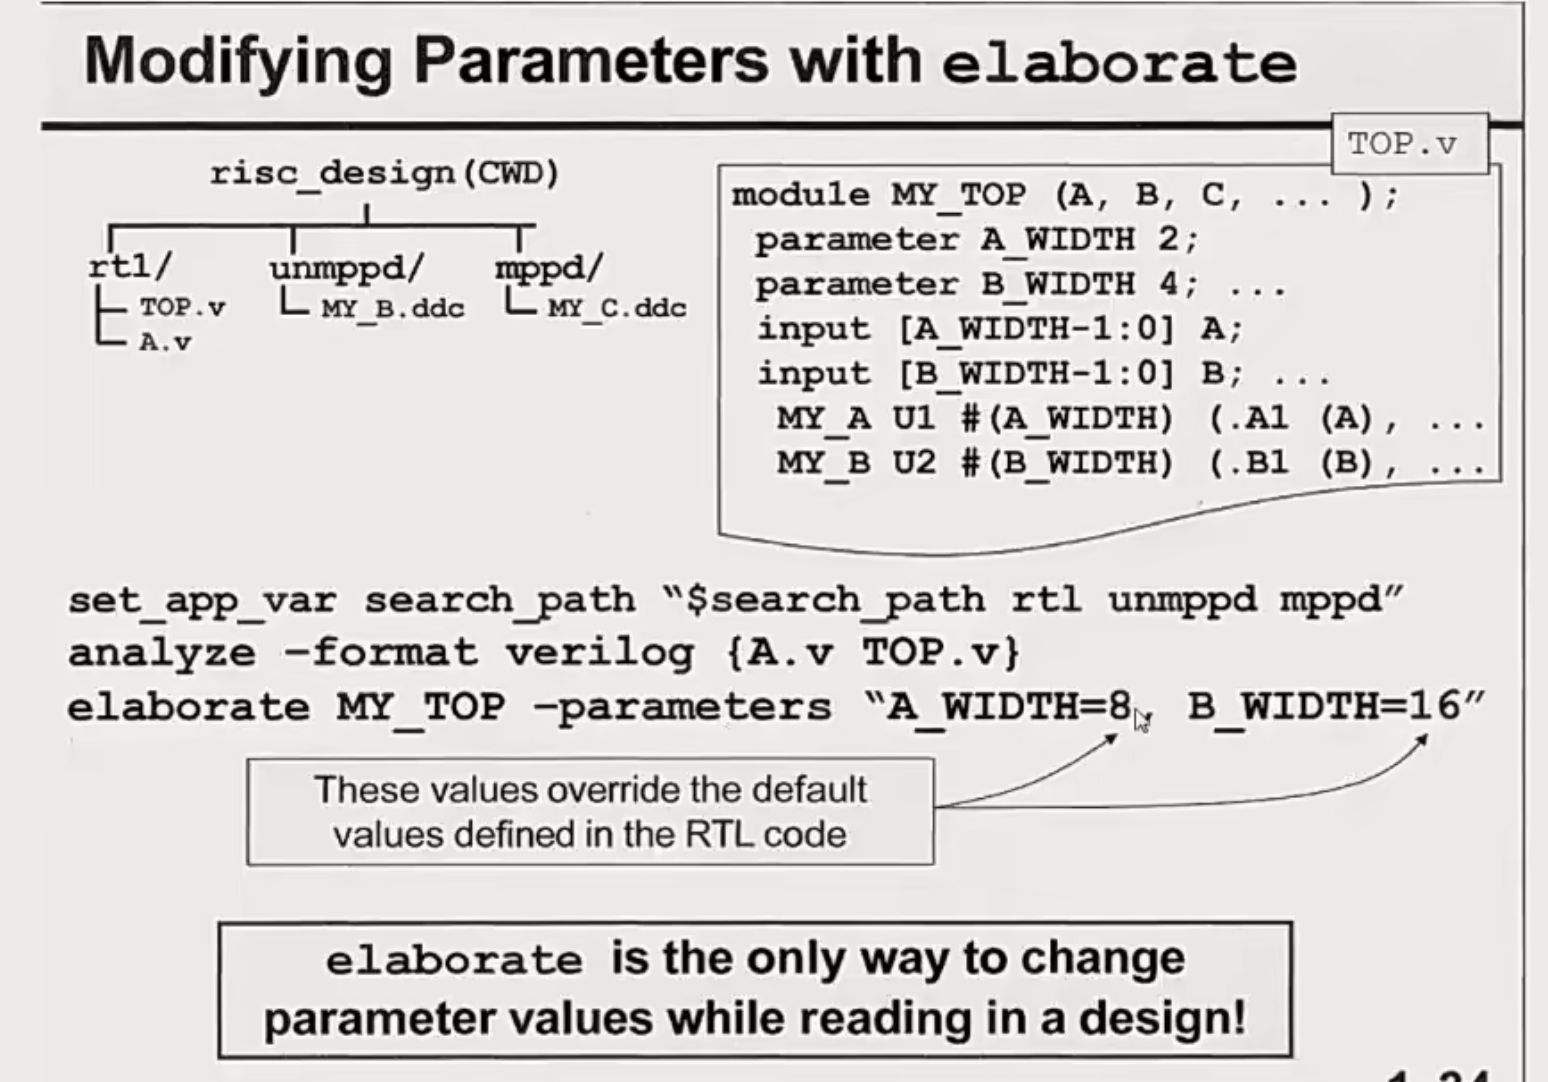 Modifying Parameters with elaborate
risc_design(CWD)
rtl/
TOP.v
A.v
unmppd/
MY_B.ddc
mppd/
MY_C.ddc
TOP.v
module MY_TOP (A, B, C, ... );
parameter A_WIDTH 2;
parameter B_WIDTH 4; ...
input [A_WIDTH-1:0] A;
input [B_WIDTH-1:0] B; ...
MY_A U1 #(A_WIDTH) (.A1 (A), ...
MY_B U2 #(B_WIDTH) (.B1 (B), ...
set_app_var search_path “$search_path rtl unmppd mppd”
analyze –format verilog {A.v TOP.v}
elaborate MY_TOP –parameters “A_WIDTH=8, B_WIDTH=16”
These values override the default
values defined in the RTL code
elaborate is the only way to change
parameter values while reading in a design!